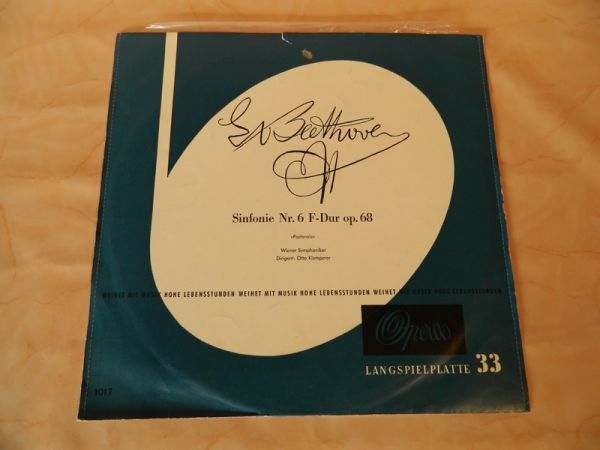 L v Beethoven
Sinfonie Nr. 6 F-Dur op. 68
»Pastorale«
Wiener Symphoniker
Dirigent: Otto Klemperer
WEIHET MIT MUSIK HOHE LEBENSSTUNDEN WEIHET MIT MUSIK HOHE LEBENSSTUNDEN WEIHET MIT MUSIK HOHE LEBENSSTUNDEN
Opera
LANGSPIELPLATTE 33
1017